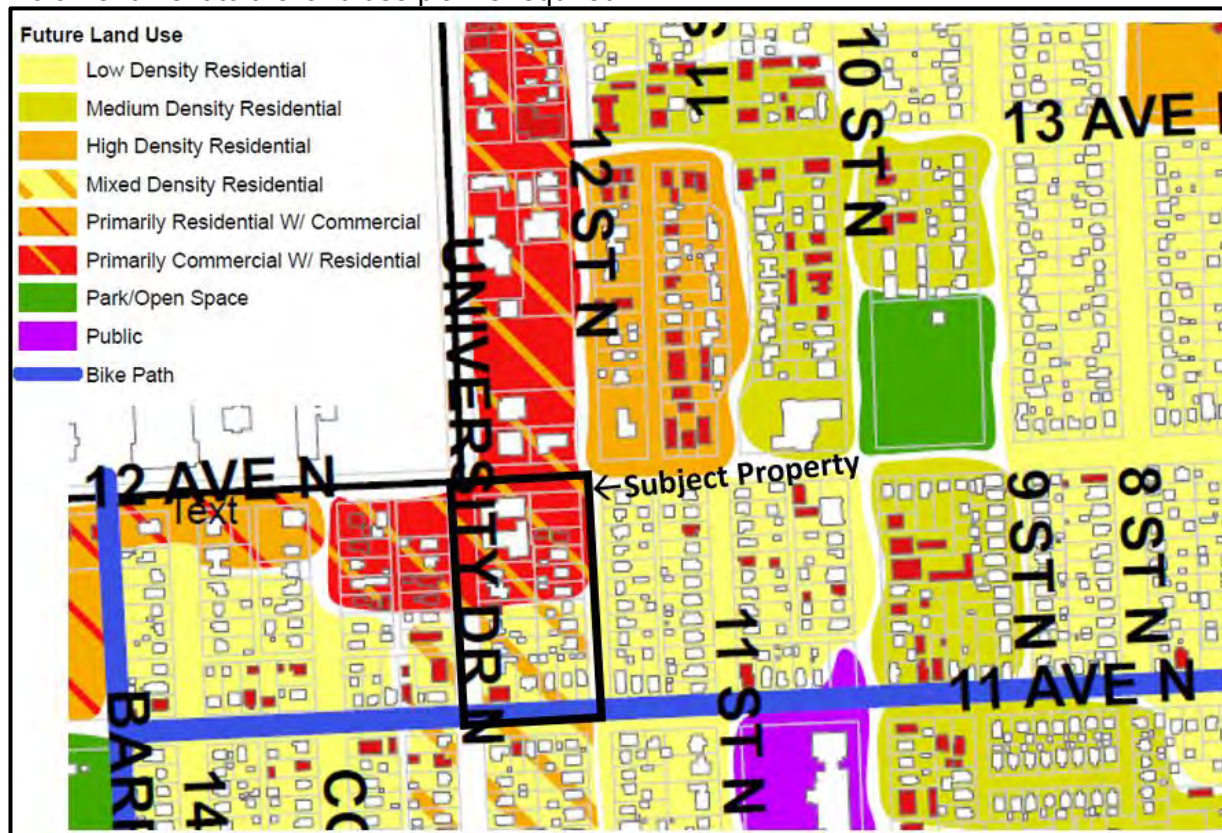 Future Land Use
Low Density Residential
Medium Density Residential
High Density Residential
Mixed Density Residential
Primarily Residential W/ Commercial
Primarily Commercial W/ Residential
Park/Open Space
Public
Bike Path
10 ST N
13 AVE
12 ST N
UNIVERSITY DR N
12 AVE N
Text
←Subject Property
9 ST N
8 ST N
11 ST N
11 AVE N
14